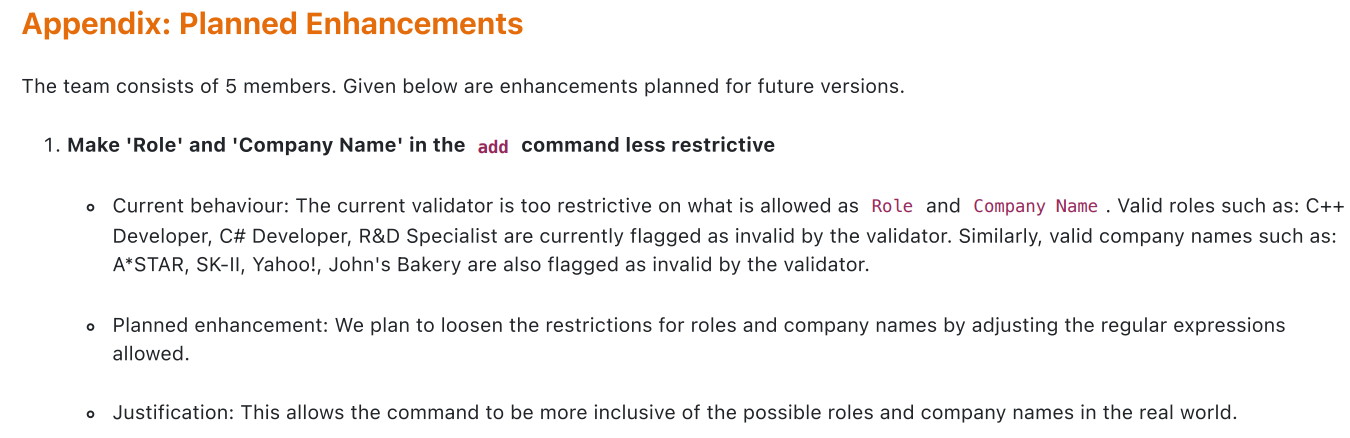 Appendix: Planned Enhancements
The team consists of 5 members. Given below are enhancements planned for future versions.
1. Make 'Role' and 'Company Name' in the add command less restrictive
Current behaviour: The current validator is too restrictive on what is allowed as Role and Company Name . Valid roles such as: C++
Developer, C# Developer, R&D Specialist are currently flagged as invalid by the validator. Similarly, valid company names such as:
A*STAR, SK-II, Yahoo!, John's Bakery are also flagged as invalid by the validator.
Planned enhancement: We plan to loosen the restrictions for roles and company names by adjusting the regular expressions
allowed.
Justification: This allows the command to be more inclusive of the possible roles and company names in the real world.